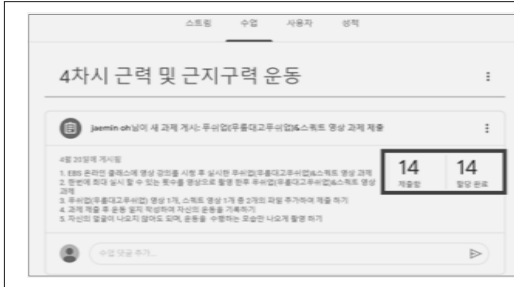 스트림 수업 사용자 성적
4차시 근력 및 근지구력 운동
Jaemin oh님이 새 과제 게시: 푸쉬업(무릎대고푸쉬업)&스쿼트 영상 과제 제출
4월 20일에 게시됨
14 14
제출함 할당 완료
1. EBS 온라인 클래스에 영상 강의를 시청 후 실시한 푸쉬업(무릎대고푸쉬업)&스쿼트 영상 과제
2. 한번에 최대 실시 할 수 있는 횟수를 영상으로 촬영 한후 푸쉬업(무릎대고푸쉬업)&스쿼트 영상
과제
3. 푸쉬업(무릎대고푸쉬업) 영상 1개, 스쿼트 영상 1개 총 2개의 파일 추가하여 제출 하기
4. 과제 제출 후 운동 일지 작성하여 자신의 운동을 기록하기
5. 자신의 얼굴이 나오지 않아도 되며, 운동을 수행하는 모습만 나오게 촬영 하기
수업 댓글 추가...